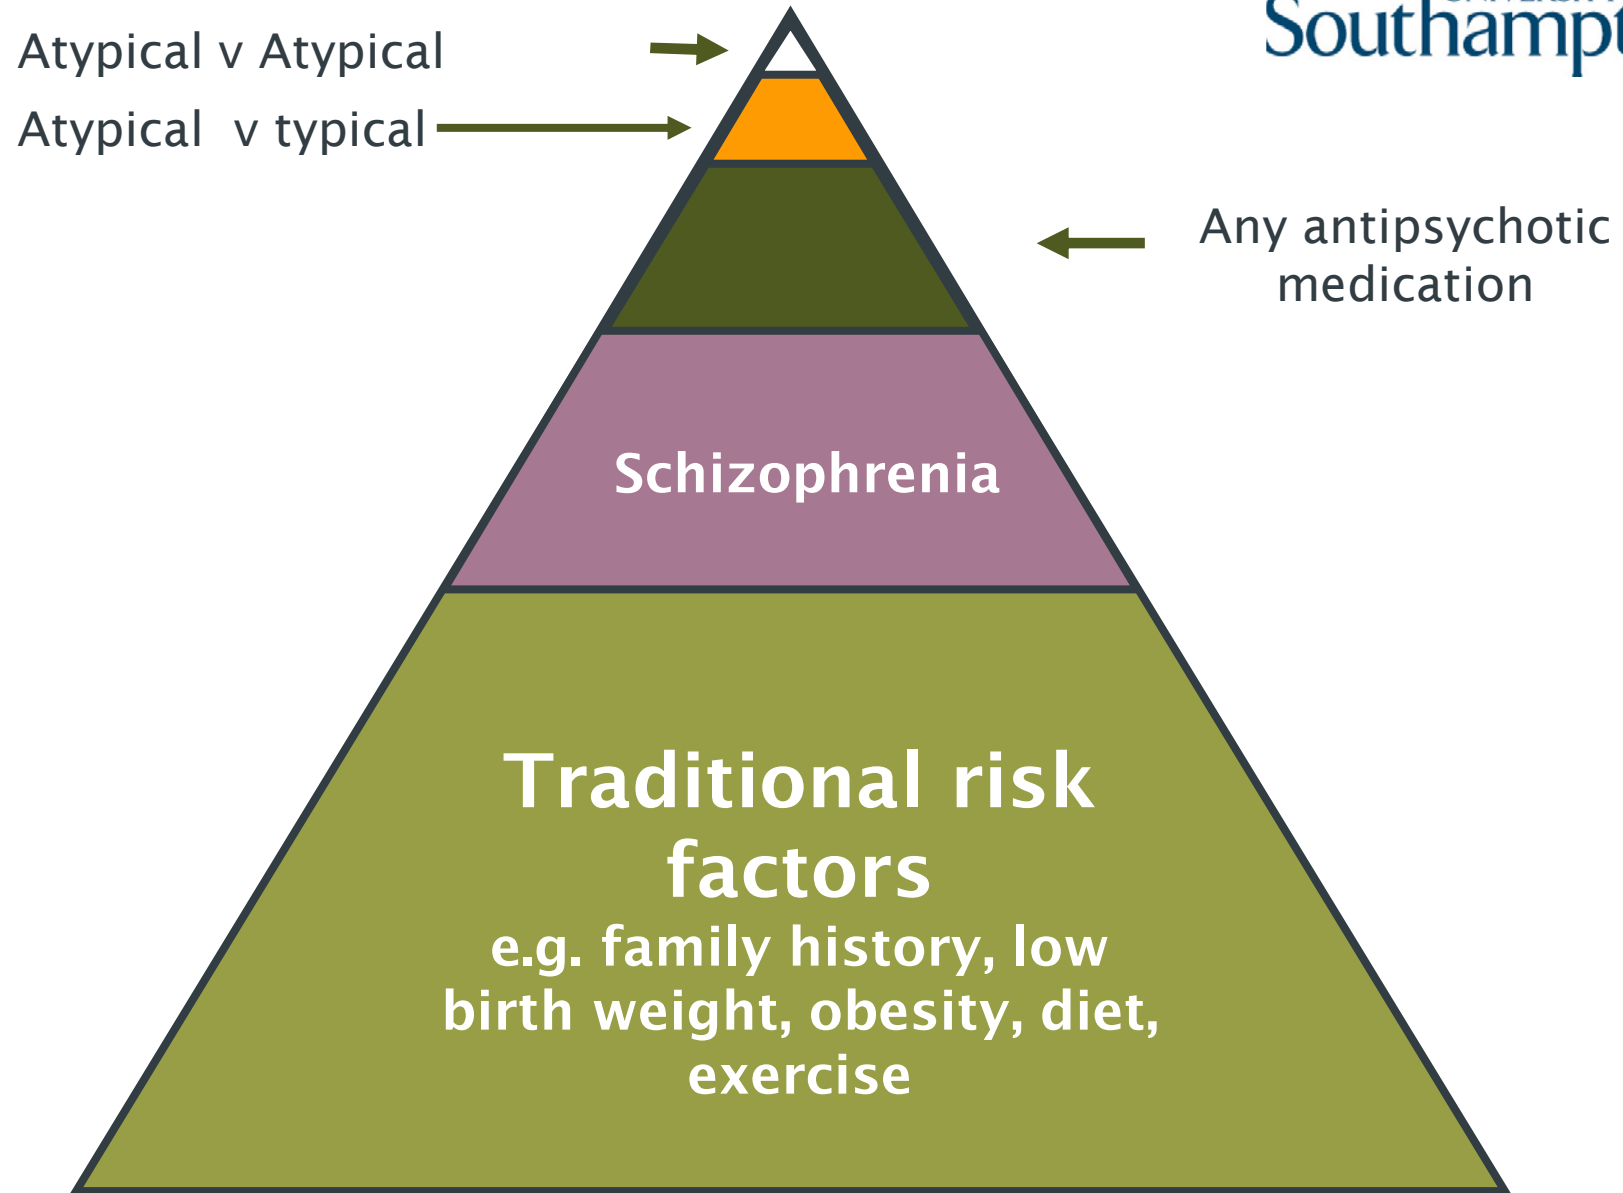 Southampt
Atypical v Atypical
Atypical v typical
Any antipsychotic
medication
Schizophrenia
Traditional risk
factors
e.g. family history, low
birth weight, obesity, diet,
exercise